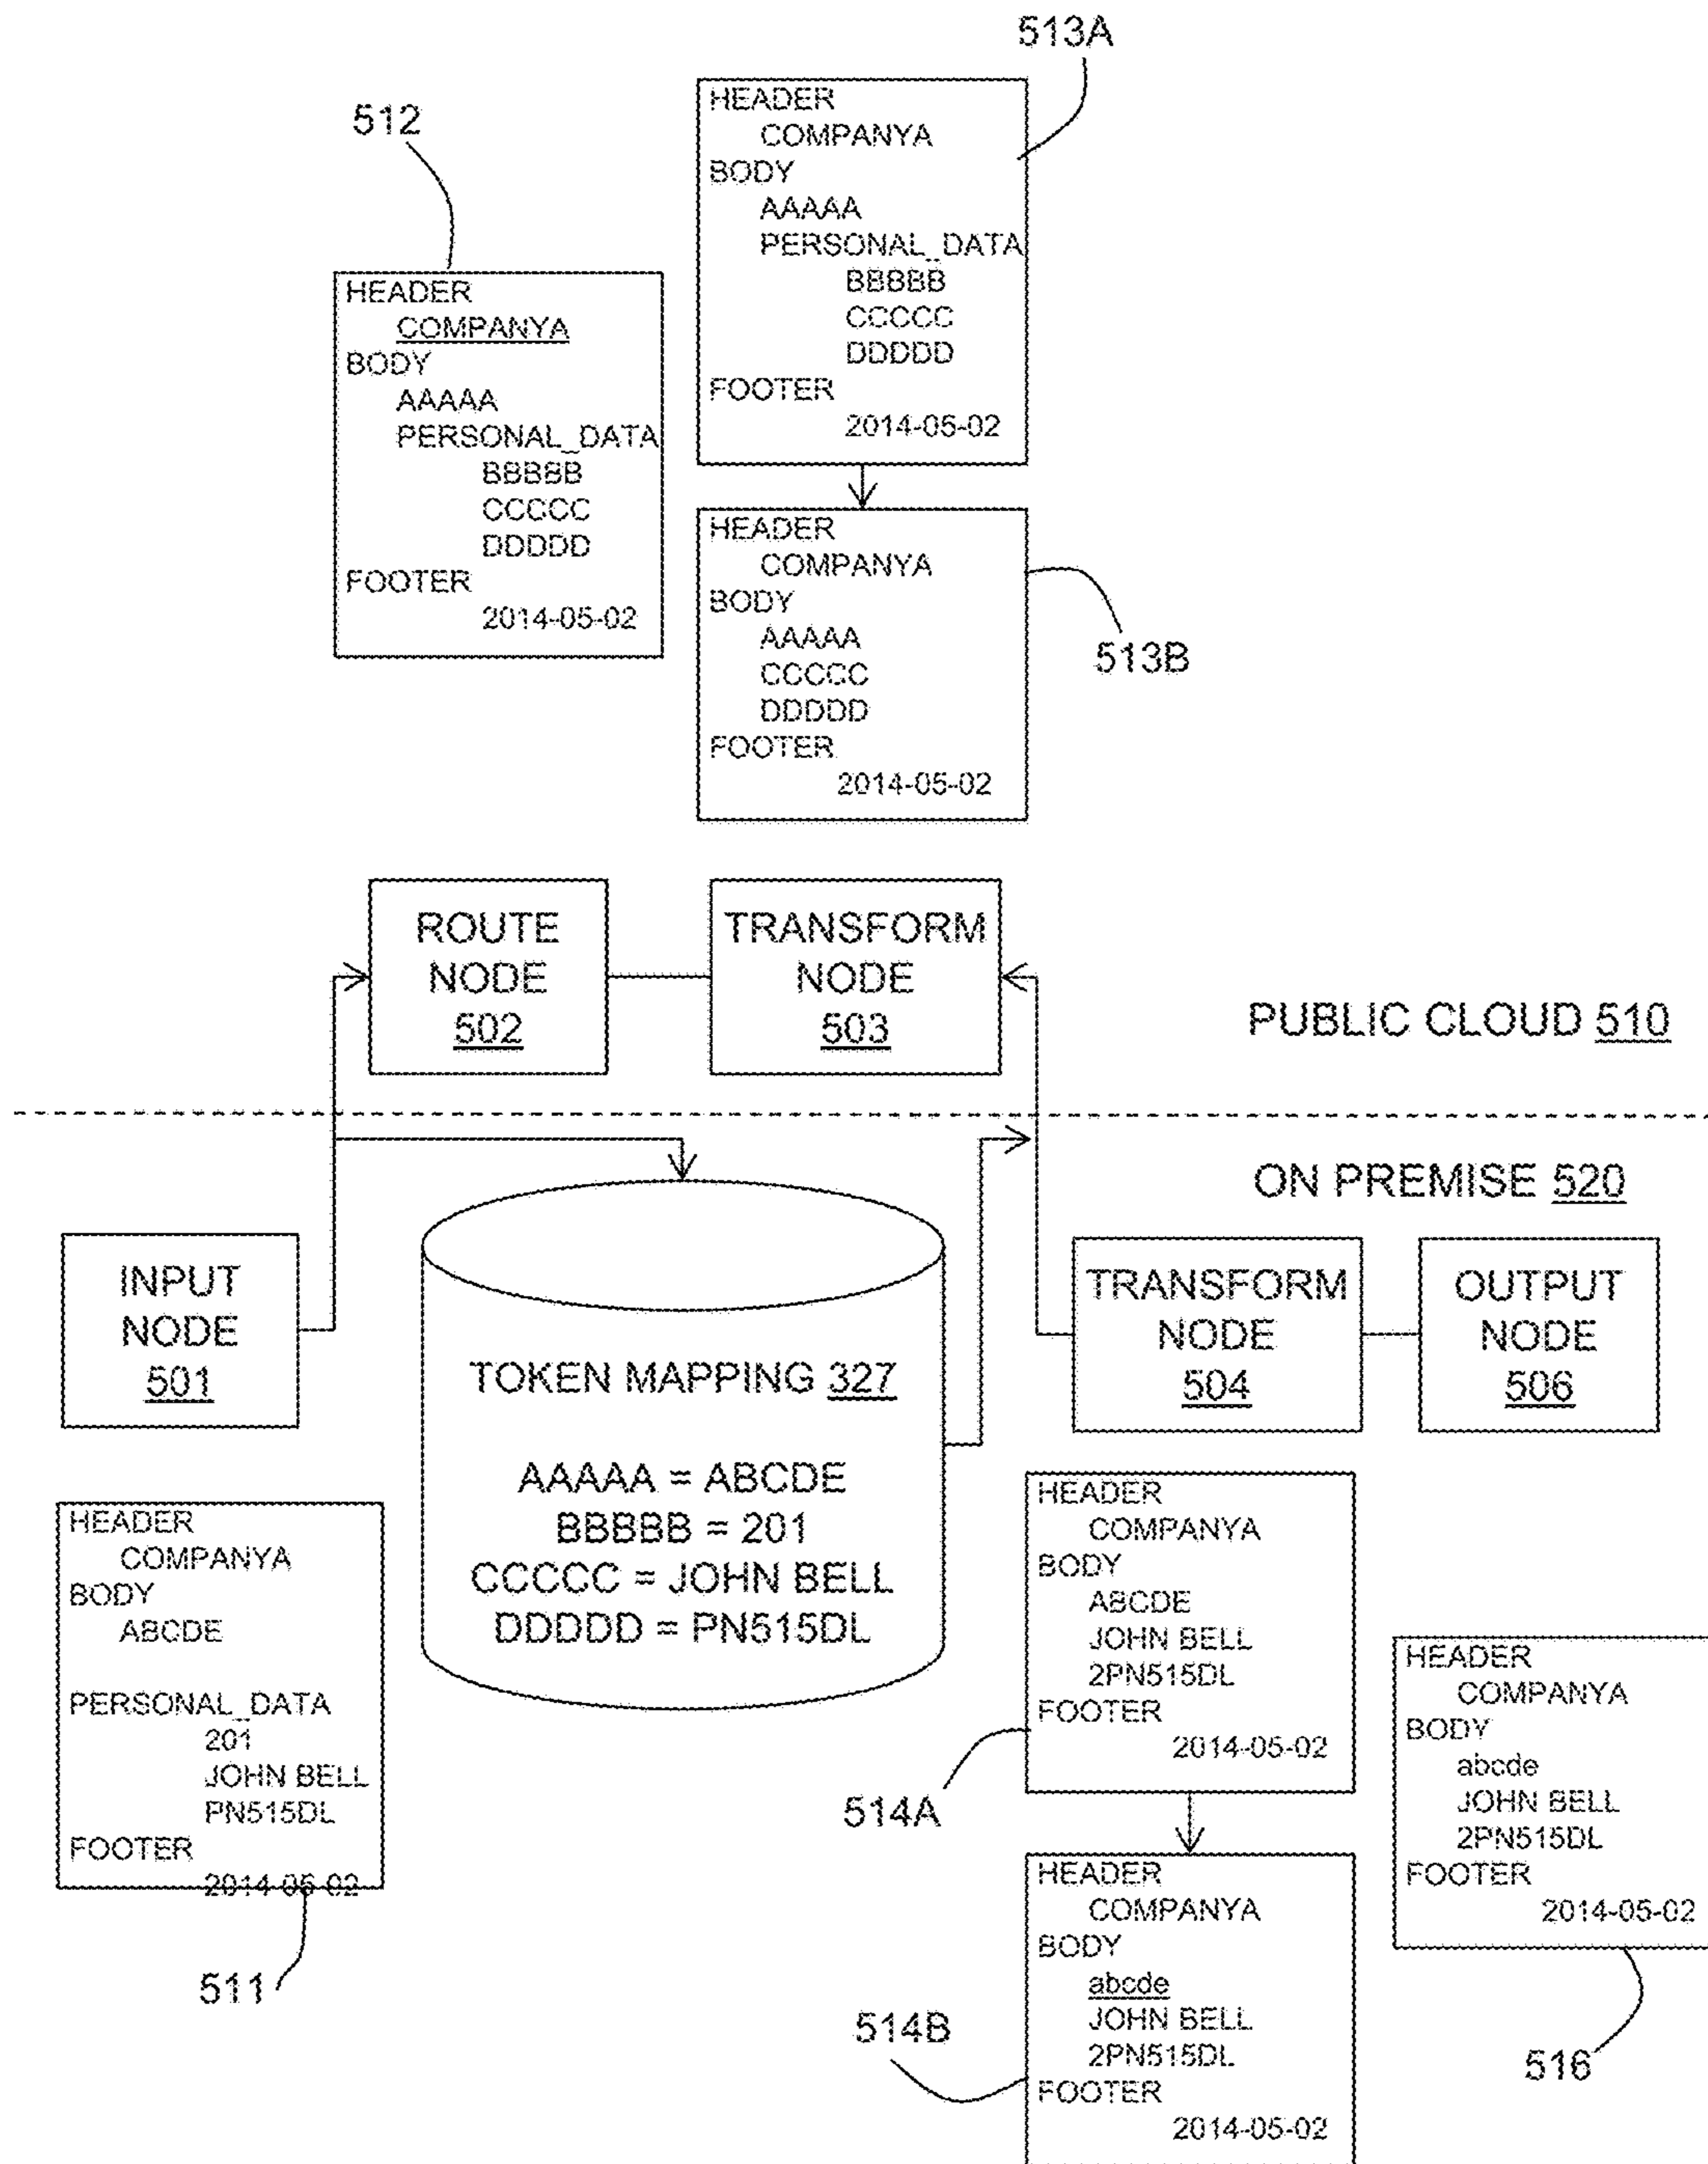 513A
HEADER
COMPANYA
BODY
AAAAA
PERSONAL_DATA
BBBBB
CCCCC
DDDDD
FOOTER
2014-05-02
512
HEADER
COMPANYA
BODY
AAAAA
PERSONAL_DATA
BBBBB
CCCCC
DDDDD
FOOTER
2014-05-02
HEADER
COMPANYA
BODY
AAAAA
CCCCC
DDDDD
FOOTER
2014-05-02
513B
ROUTE
NODE
502
TRANSFORM
NODE
503
PUBLIC CLOUD 510
ON PREMISE 520
INPUT
NODE
501
TOKEN MAPPING 327
AAAAA = ABCDE
BBBBB = 201
CCCCC = JOHN BELL
DDDDD = PN515DL
TRANSFORM
NODE
504
OUTPUT
NODE
506
HEADER
COMPANYA
BODY
ABCDE
PERSONAL_DATA
201
JOHN BELL
PN515DL
FOOTER
2014-05-02
511
HEADER
COMPANYA
BODY
ABCDE
JOHN BELL
2PN515DL
FOOTER
2014-05-02
514A
HEADER
COMPANYA
BODY
abcde
JOHN BELL
2PN515DL
FOOTER
2014-05-02
514B
HEADER
COMPANYA
BODY
abcde
JOHN BELL
2PN515DL
FOOTER
2014-05-02
516